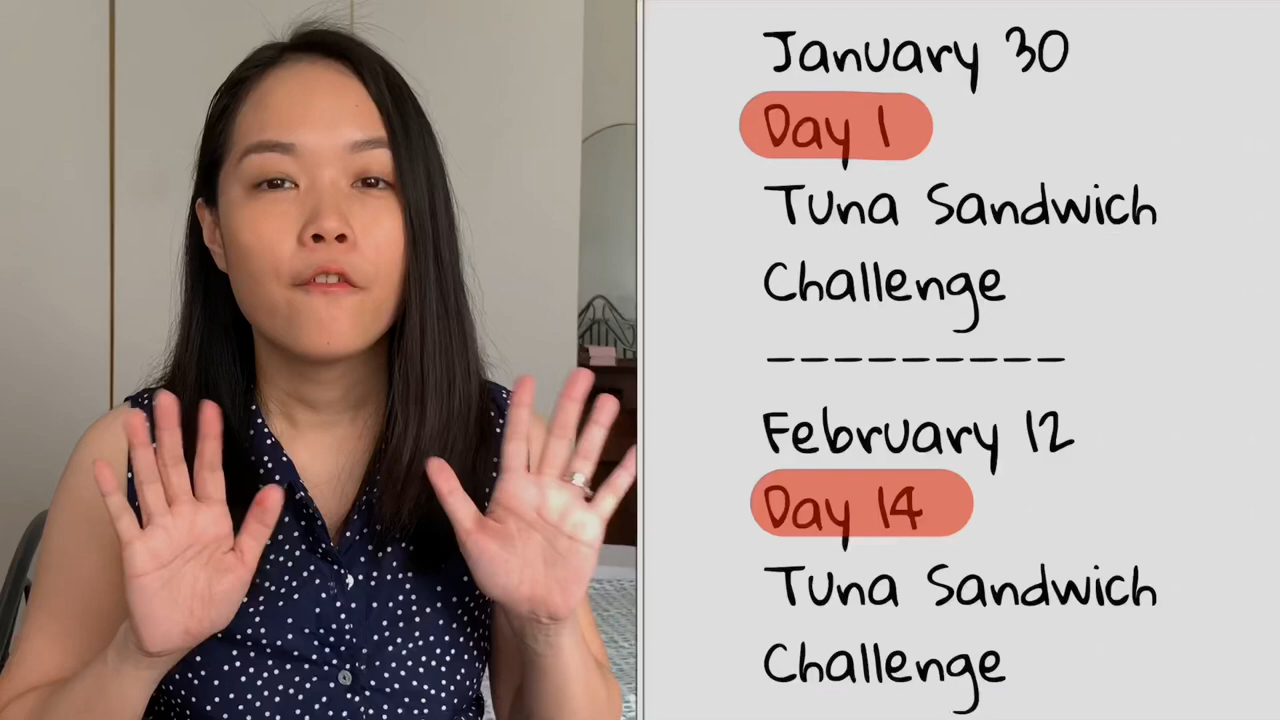 January 30
Day 1
Tuna Sandwich
Challenge
---------
February 12
Day 14
Tuna Sandwich
Challenge